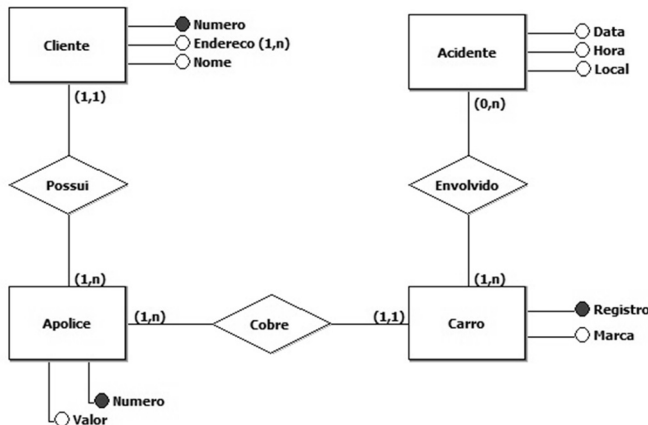 Cliente
Numero
Endereco (1,n)
Nome
(1,1)
Acidente
Data
Hora
Local
(0,n)
Possui
Envolvido
(1,n)
(1,n)
Apolice
(1,n)
Cobre
(1,1)
Carro
Registro
Marca
Numero
Valor